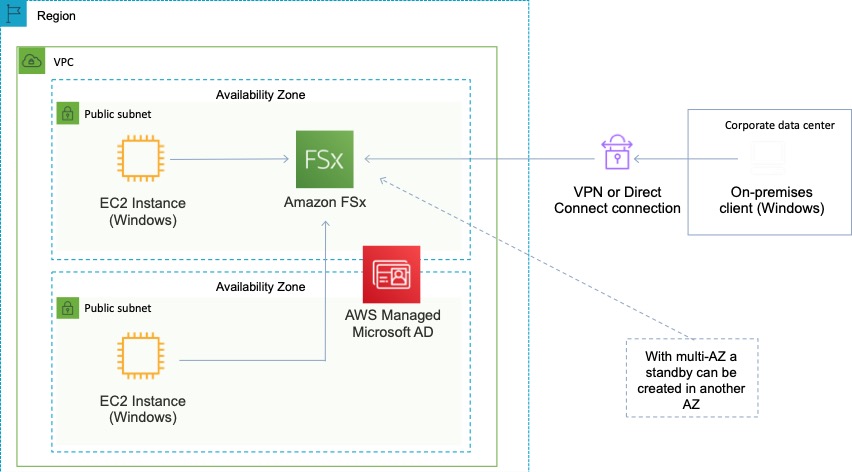 Region
VPC
Availability Zone
Public subnet
EC2 Instance
(Windows)
FSx
Amazon FSx
VPN or Direct
Connect connection
Corporate data center
On-premises
client (Windows)
Availability Zone
Public subnet
AWS Managed
Microsoft AD
EC2 Instance
(Windows)
With multi-AZ a
standby can be
created in another
AZ